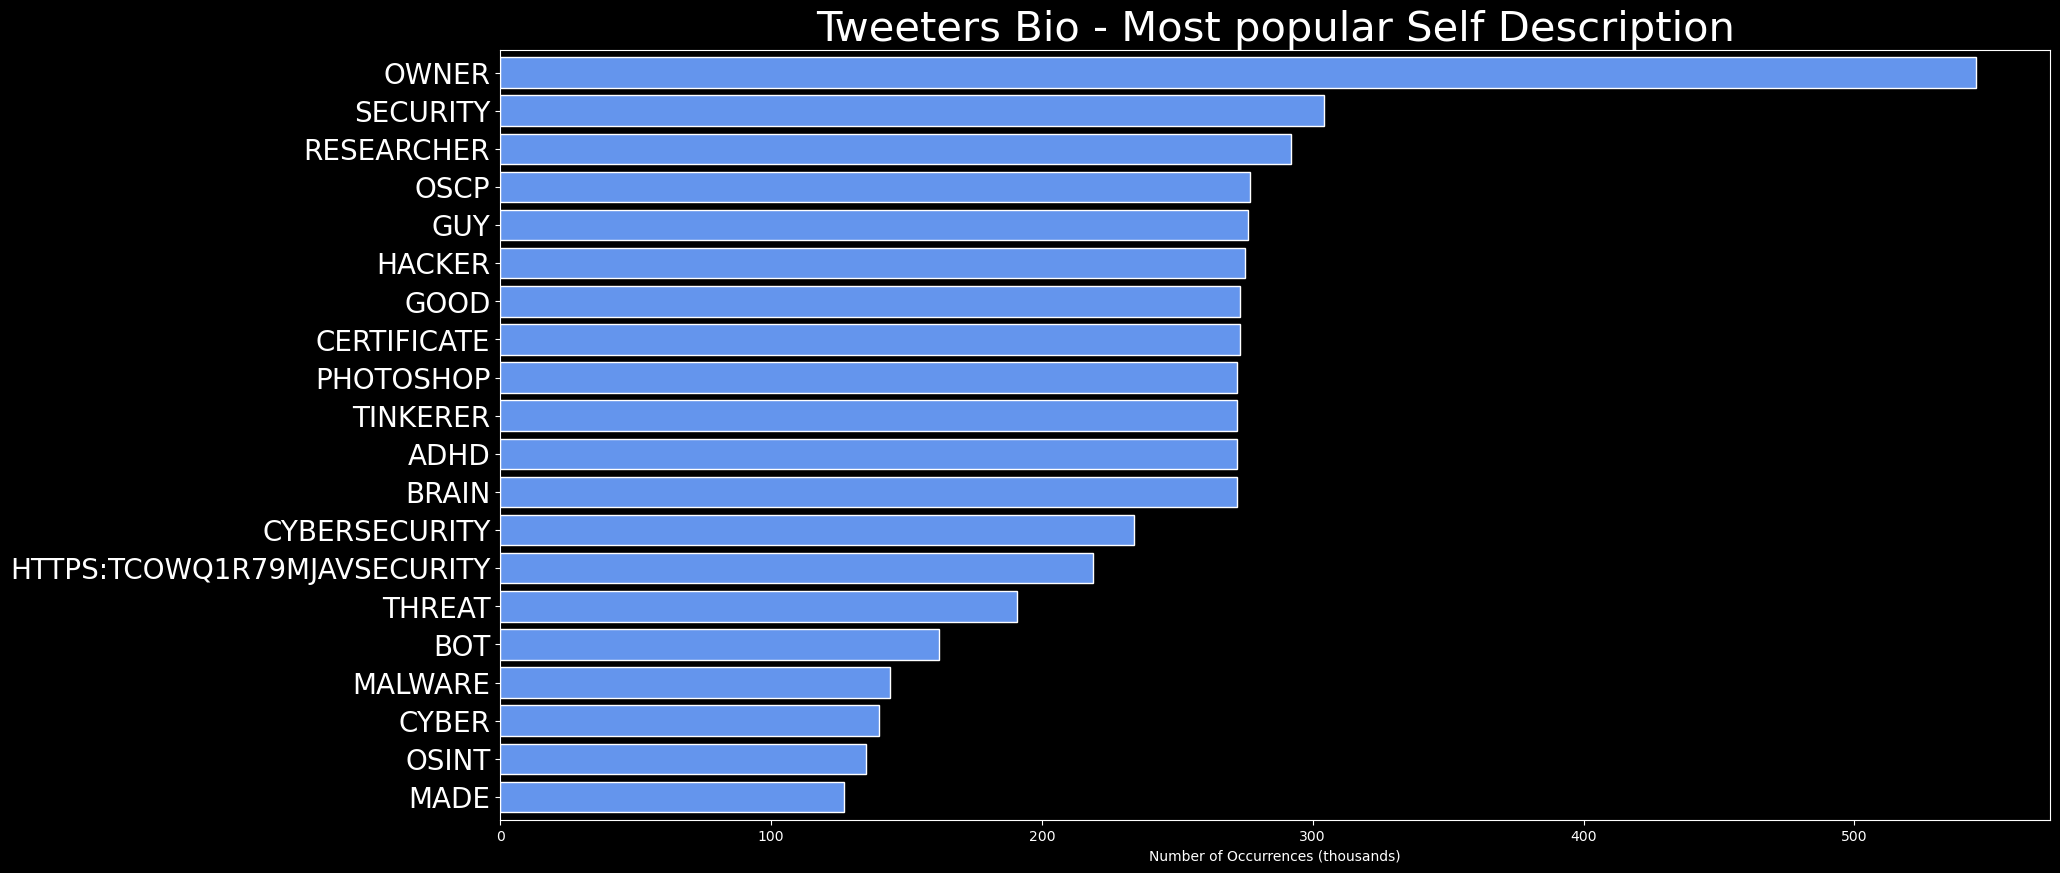 Tweeters Bio - Most popular Self Description
OWNER
SECURITY
RESEARCHER
OSCP
GUY
HACKER
GOOD
CERTIFICATE
PHOTOSHOP
TINKERER
ADHD
BRAIN
CYBERSECURITY
HTTPS:TCOWQ1R79MJAVSECURITY
THREAT
BOT
MALWARE
CYBER
OSINT
MADE
0 100 200 300 400 500
Number of Occurrences (thousands)